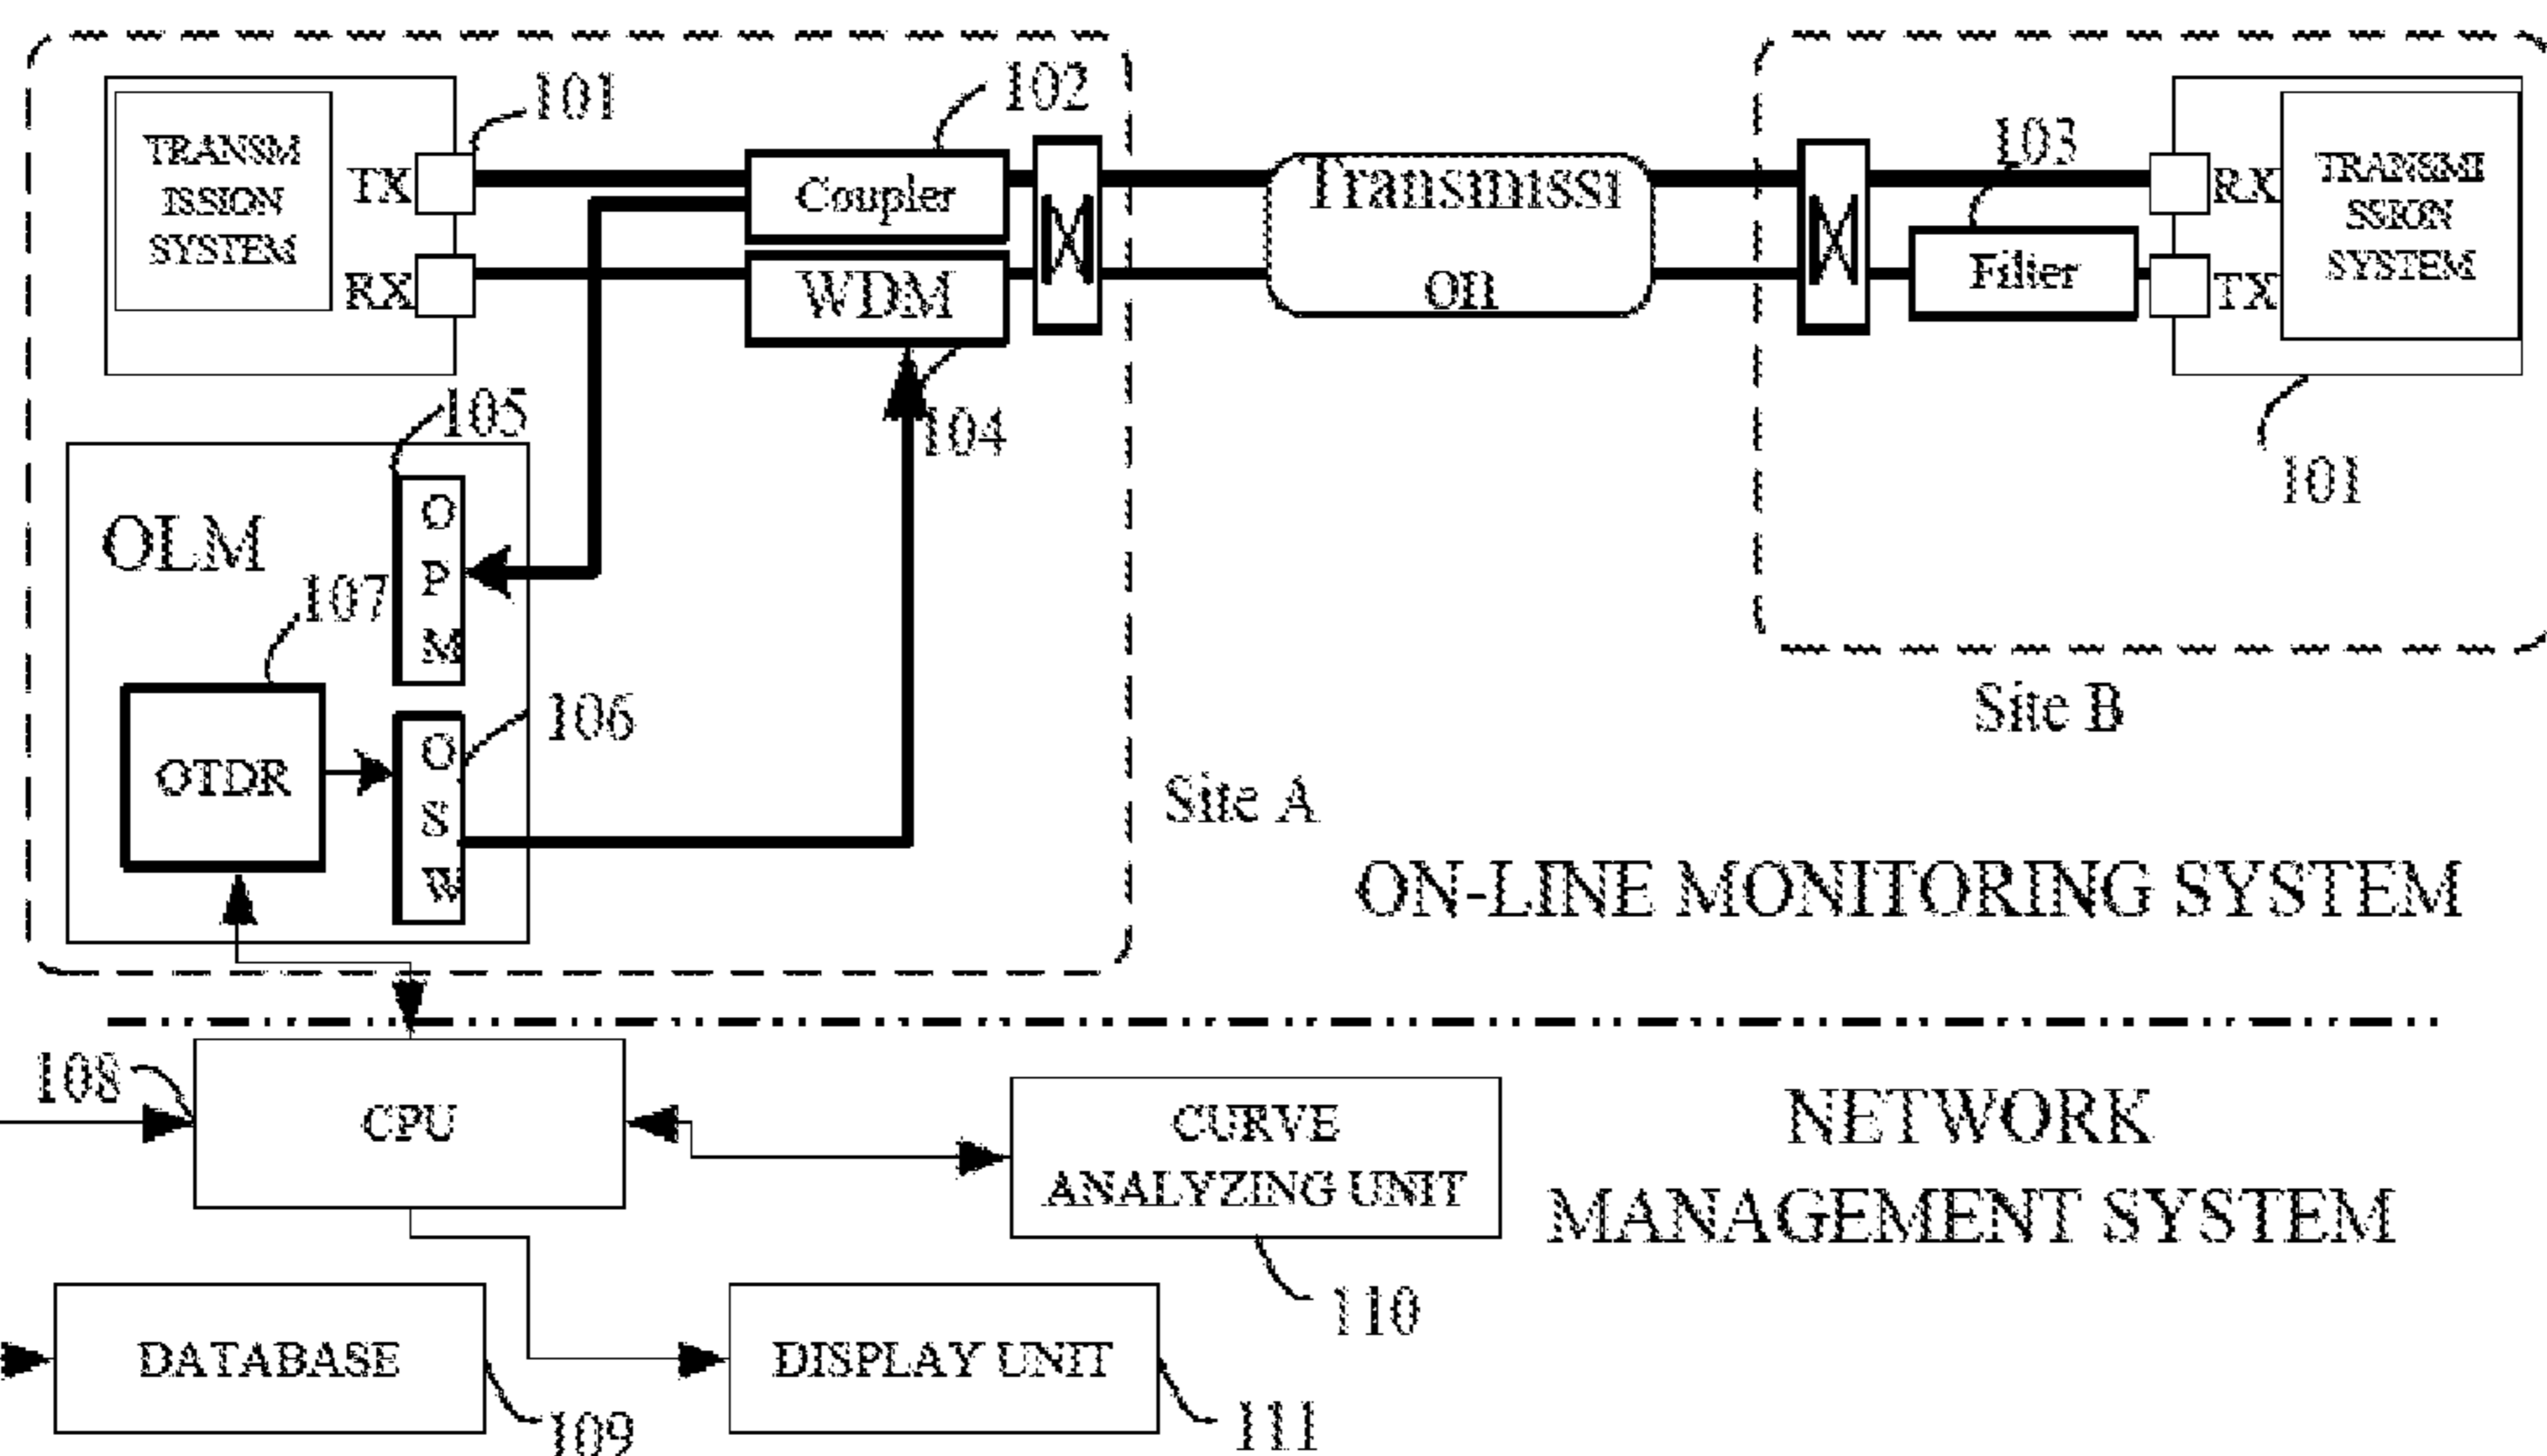 101
102
103
TRANSM
ISSION
SYSTEM
TX
RX
Coupler
WDM
Transmissi
on
Filter
RX
TX
TRANSMI
SSION
SYSTEM
101
104
105
OLM
O
P
M
107
106
OTDR
O
S
W
Site A
Site B
ON-LINE MONITORING SYSTEM
108
CPU
CURVE
ANALYZING UNIT
110
NETWORK
MANAGEMENT SYSTEM
DATABASE
109
DISPLAY UNIT
111